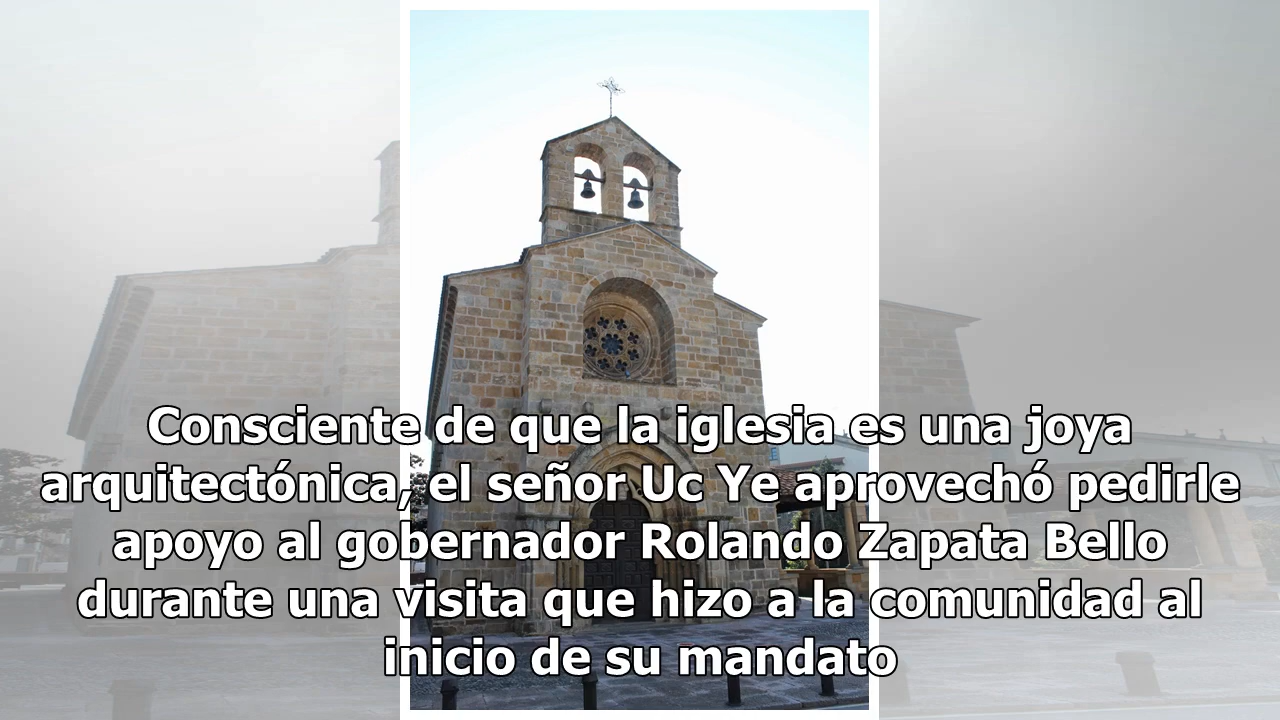 Consciente de que la iglesia es una joya
arquitectónica, el señor Uc Ye aprovechó pedirle
apoyo al gobernador Rolando Zapata Bello
durante una visita que hizo a la comunidad al
inicio de su mandato